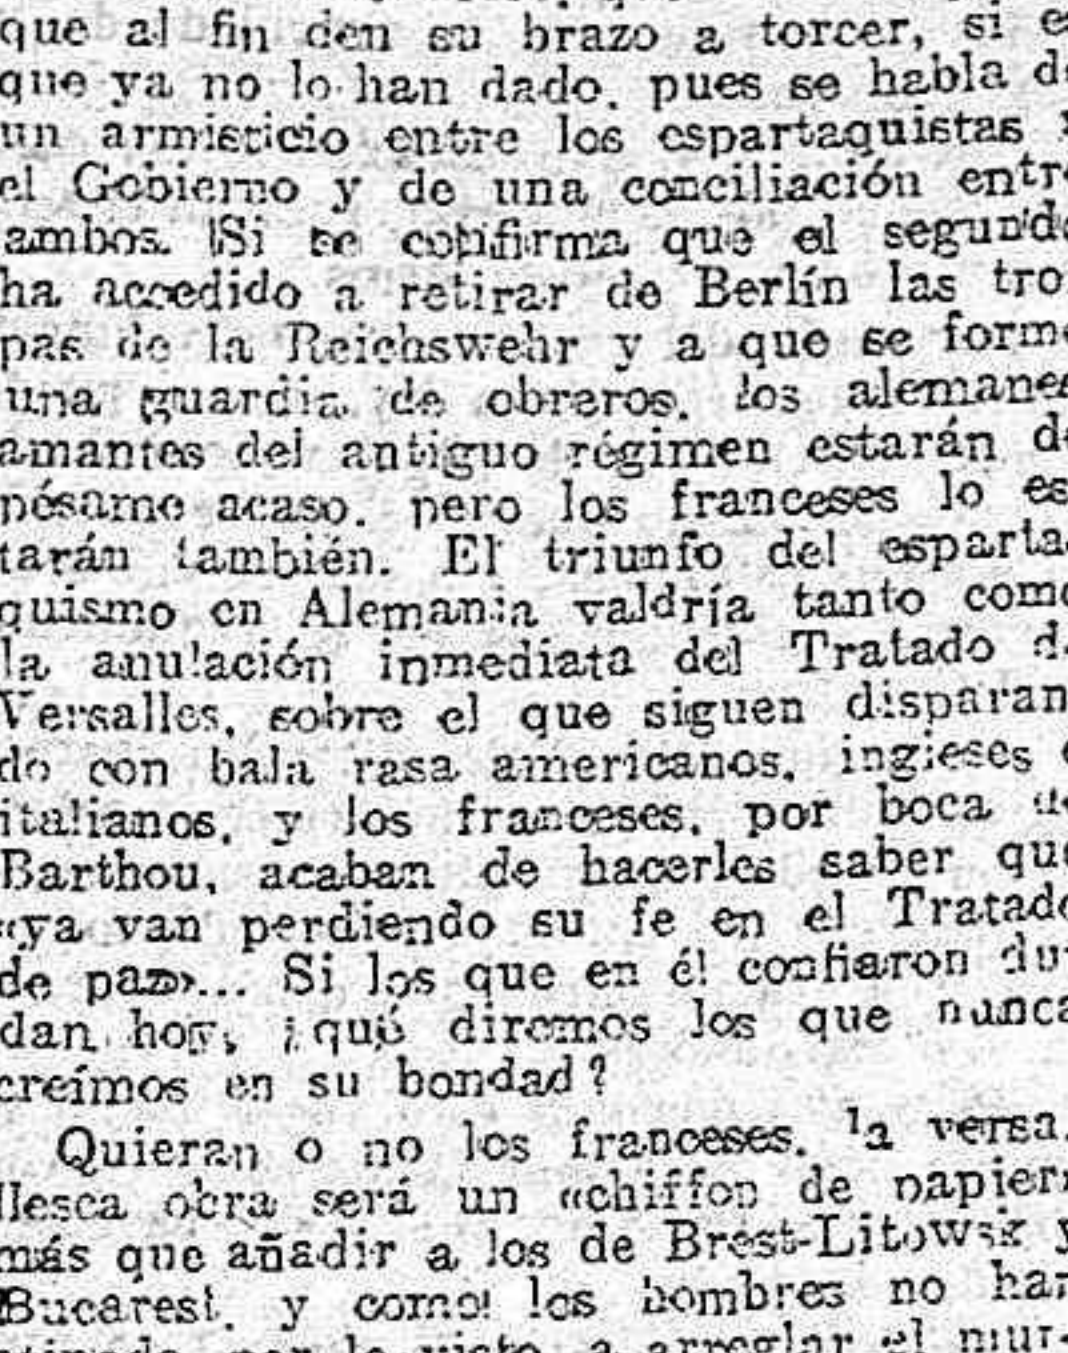 que al fin den su brazo a torcer, si es
que ya no lo han dado, pues se habla de
un armisticio entre los espartaquistas y
el Gobierno y de una conciliación entre
ambos. Si se confirma que el segundo
ha accedido a retirar de Berlín las tro-
pas de la Reichswehr y a que se forme
una guardia de obreros, los alemanes
amantes del antiguo régimen estarán de
pésame acaso, pero los franceses lo es-
tarán también. El triunfo del esparta-
quismo en Alemania valdría tanto como
la anulación inmediata del Tratado de
Versalles, sobre el que siguen disparan-
do con bala rasa americanos, ingleses e
italianos, y los franceses, por boca de
Barthou, acaban de hacerles saber que
«ya van perdiendo su fe en el Tratado
de paz»... Si los que en él confiaron du-
dan hoy, ¿qué diremos los que nunca
creímos en su bondad?
Quieran o no los franceses, la versa-
llesca obra será un «chiffon de papier»
más que añadir a los de Brest-Litowsk y
Bucarest, y como los hombres no han
por lo visto a arreglar el mun-